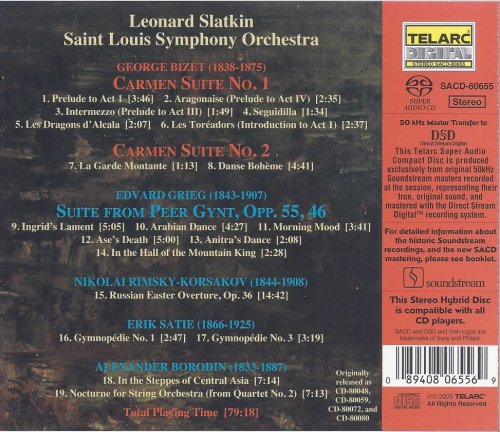 Leonard Slatkin
Saint Louis Symphony Orchestra
GEORGE BIZET (1838-1875)
CARMEN SUITE NO. 1
1. Prelude to Act 1 [3:46] 2. Aragonaise (Prelude to Act IV) [2:35]
3. Intermezzo (Prelude to Act III) [1:49] 4. Seguidilla [1:34]
5. Les Dragons d'Alcala [2:07] 6. Les Toréadors (Introduction to Act 1) [2:37]
CARMEN SUITE NO. 2
7. La Garde Montante [1:13] 8. Danse Bohème [4:41]
EDVARD GRIEG (1843-1907)
SUITE FROM PEER GYNT, OPP. 55, 46
9. Ingrid's Lament [5:05] 10. Arabian Dance [4:27] 11. Morning Mood [3:41]
12. Ase's Death [5:00] 13. Anitra's Dance [2:08]
14. In the Hall of the Mountain King [2:28]
NIKOLAI RIMSKY-KORSAKOV (1844-1908)
15. Russian Easter Overture, Op. 36 [14:42]
ERIK SATIE (1866-1925)
16. Gymnopédie No. 1 [2:47] 17. Gymnopédie No. 3 [3:19]
ALEXANDER BORODIN (1833-1887)
18. In the Steppes of Central Asia [7:14]
19. Nocturne for String Orchestra (from Quartet No. 2) [7:13]
Total Playing Time [79:18]
Originally
released as
CD-80048,
CD-80059,
CD-80072, and
CD-80080
TELARC
DIGITAL
STEREO SACD-60655
SUPER AUDIO CD
SACD-60655
Stereo
50 kHz Master Transfer to
DSD
Direct Stream Digital
This Telarc Super Audio
Compact Disc is produced
exclusively from original 50kHz
Soundstream masters recorded
at the session, representing their
true, original sound, and
mastered with the Direct Stream
Digital™ recording system.
For detailed information about
the historic Soundstream
recordings, and the new SACD
mastering, please see booklet.
soundstream
This Stereo Hybrid Disc
is compatible with all
CD players.
SACD and DSD and their logos are
trademarks of Sony and Philips.
0 89408 06556 9
COMPACT disc DIGITAL AUDIO
© 2005 TELARC®
All Rights Reserved